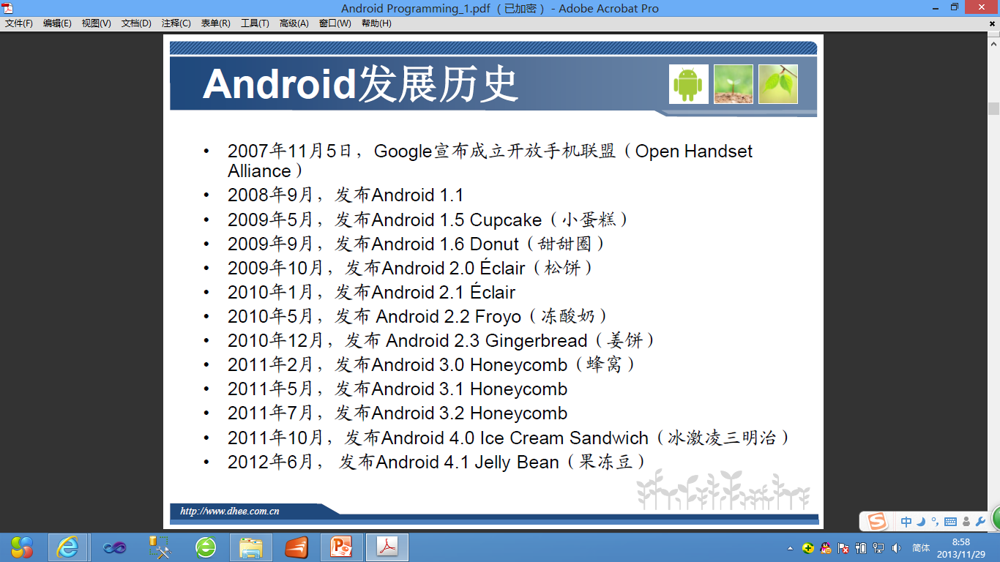 Android Programming_1.pdf （已加密） - Adobe Acrobat Pro
文件(F) 编辑(E) 视图(V) 文档(D) 注释(C) 表单(R) 工具(T) 高级(A) 窗口(W) 帮助(H)
Android发展历史
• 2007年11月5日，Google宣布成立开放手机联盟（Open Handset
Alliance）
• 2008年9月，发布Android 1.1
• 2009年5月，发布Android 1.5 Cupcake（小蛋糕）
• 2009年9月，发布Android 1.6 Donut（甜甜圈）
• 2009年10月，发布Android 2.0 Éclair（松饼）
• 2010年1月，发布Android 2.1 Éclair
• 2010年5月，发布 Android 2.2 Froyo（冻酸奶）
• 2010年12月，发布 Android 2.3 Gingerbread（姜饼）
• 2011年2月，发布Android 3.0 Honeycomb（蜂窝）
• 2011年5月，发布Android 3.1 Honeycomb
• 2011年7月，发布Android 3.2 Honeycomb
• 2011年10月，发布Android 4.0 Ice Cream Sandwich（冰激凌三明治）
• 2012年6月， 发布Android 4.1 Jelly Bean（果冻豆）
http://www.dhee.com.cn
中
简体
8:58
2013/11/29